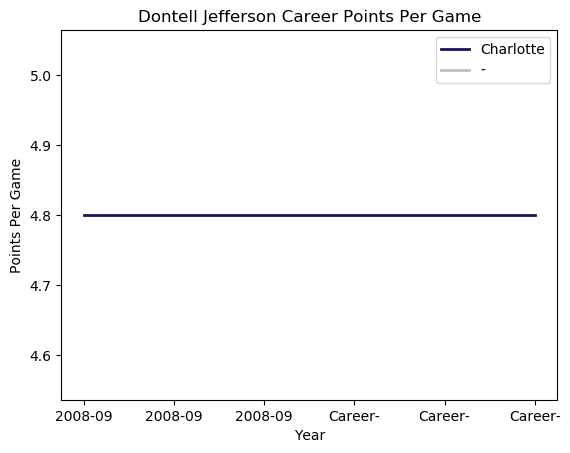 Dontell Jefferson Career Points Per Game
Charlotte
-
5.0
4.9
4.8
4.7
4.6
Points Per Game
2008-09 2008-09 2008-09 Career- Career- Career-
Year